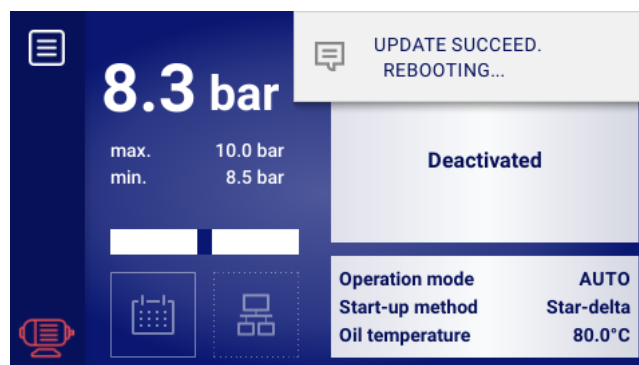 UPDATE SUCCEED.
REBOOTING...
8.3 bar
max. 10.0 bar
min. 8.5 bar
Deactivated
Operation mode AUTO
Start-up method Star-delta
Oil temperature 80.0°C